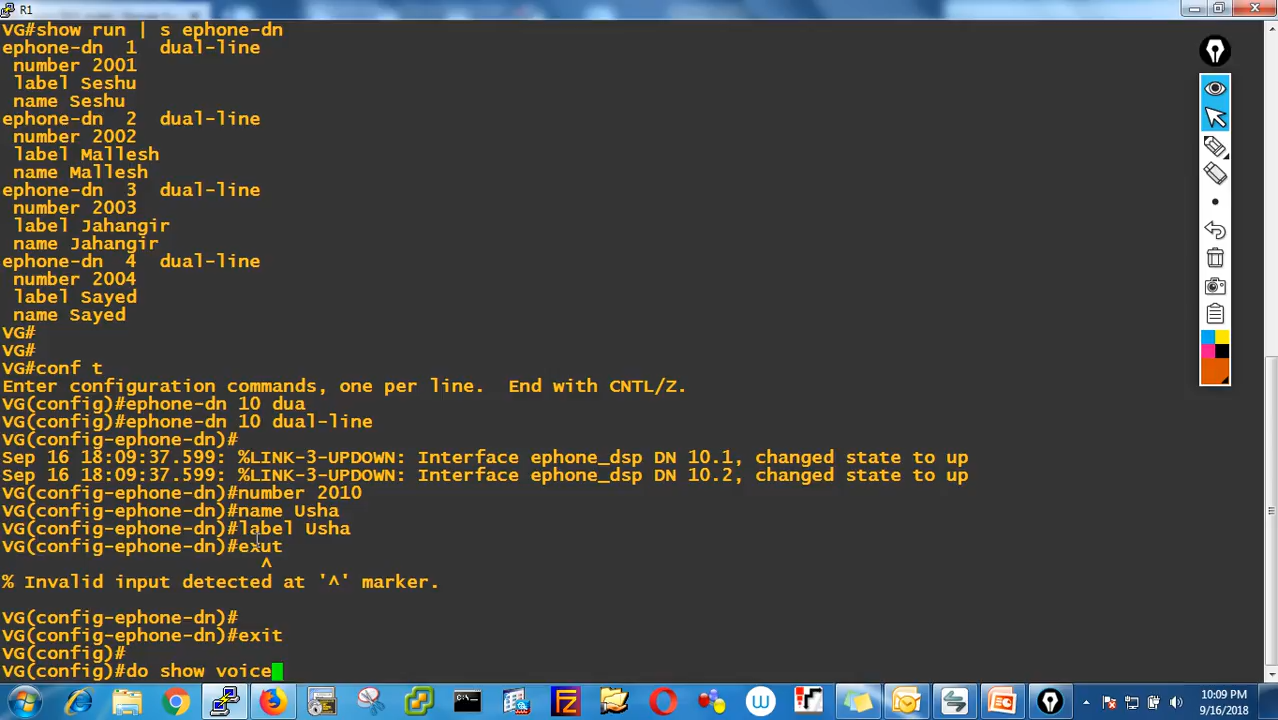 R1
VG#show run | s ephone-dn
ephone-dn  1  dual-line
 number 2001
 label Seshu
 name Seshu
ephone-dn  2  dual-line
 number 2002
 label Mallesh
 name Mallesh
ephone-dn  3  dual-line
 number 2003
 label Jahangir
 name Jahangir
ephone-dn  4  dual-line
 number 2004
 label Sayed
 name Sayed
VG#
VG#
VG#conf t
Enter configuration commands, one per line.  End with CNTL/Z.
VG(config)#ephone-dn 10 dua
VG(config)#ephone-dn 10 dual-line
VG(config-ephone-dn)#
Sep 16 18:09:37.599: %LINK-3-UPDOWN: Interface ephone_dsp DN 10.1, changed state to up
Sep 16 18:09:37.599: %LINK-3-UPDOWN: Interface ephone_dsp DN 10.2, changed state to up
VG(config-ephone-dn)#number 2010
VG(config-ephone-dn)#name Usha
VG(config-ephone-dn)#label Usha
VG(config-ephone-dn)#exut
^
% Invalid input detected at '^' marker.
VG(config-ephone-dn)#
VG(config-ephone-dn)#exit
VG(config)#
VG(config)#do show voice
10:09 PM
9/16/2018